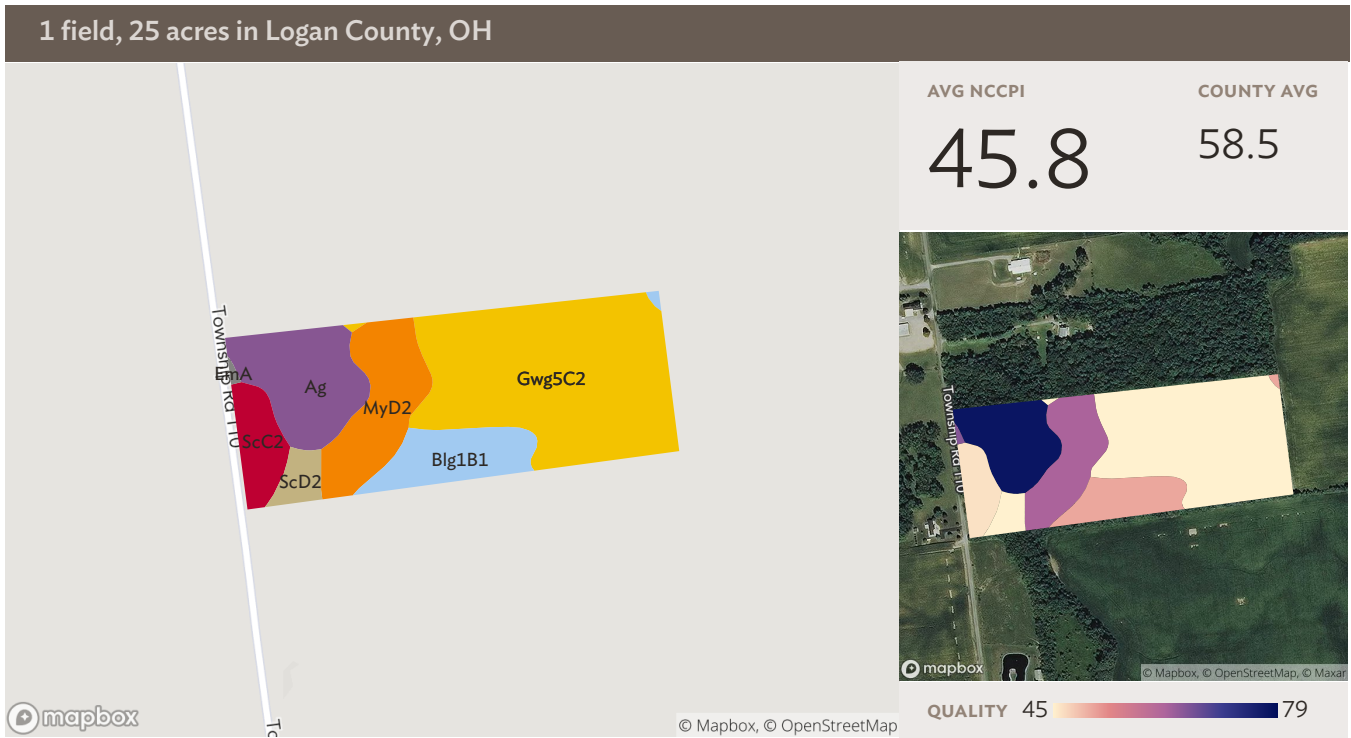 1 field, 25 acres in Logan County, OH
AVG NCCPI
COUNTY AVG
45.8
58.5
Township Rd 110
EmA
Ag
ScC2
ScD2
MyD2
Gwg5C2
Blg1B1
To
mapbox
© Mapbox, © OpenStreetMap
Township Rd 110
mapbox
© Mapbox, © OpenStreetMap, © Maxar
QUALITY 45 79